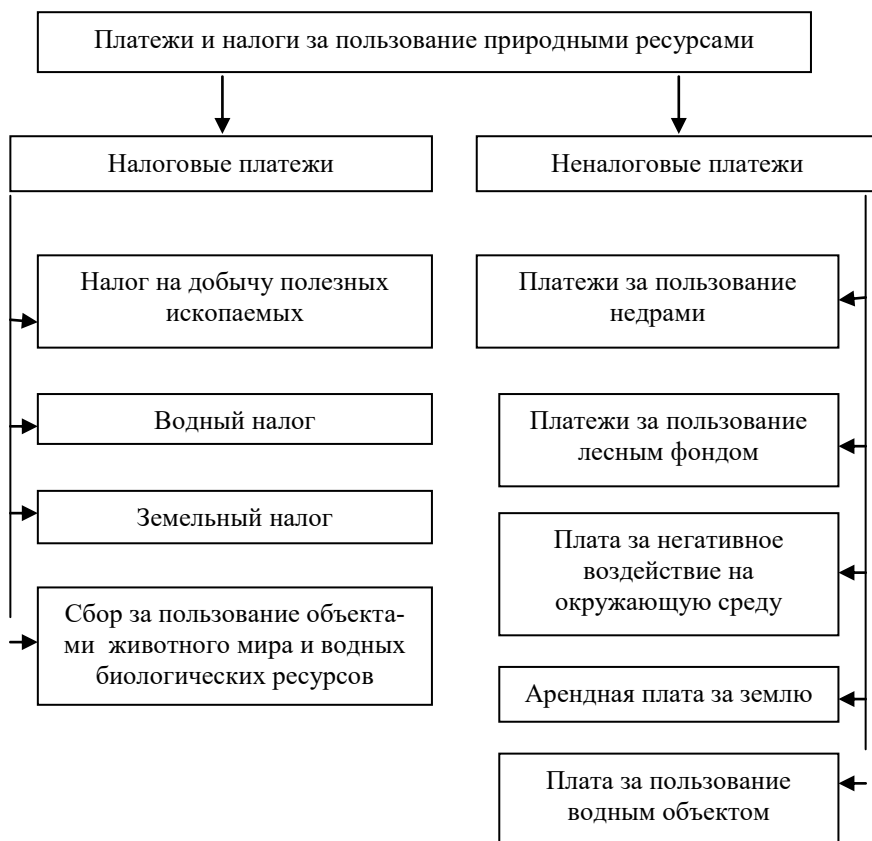 Платежи и налоги за пользование природными ресурсами
Налоговые платежи
Неналоговые платежи
Налог на добычу полезных
ископаемых
Водный налог
Земельный налог
Сбор за пользование объекта-
ми животного мира и водных
биологических ресурсов
Платежи за пользование
недрами
Платежи за пользование
лесным фондом
Плата за негативное
воздействие на
окружающую среду
Арендная плата за землю
Плата за пользование
водным объектом